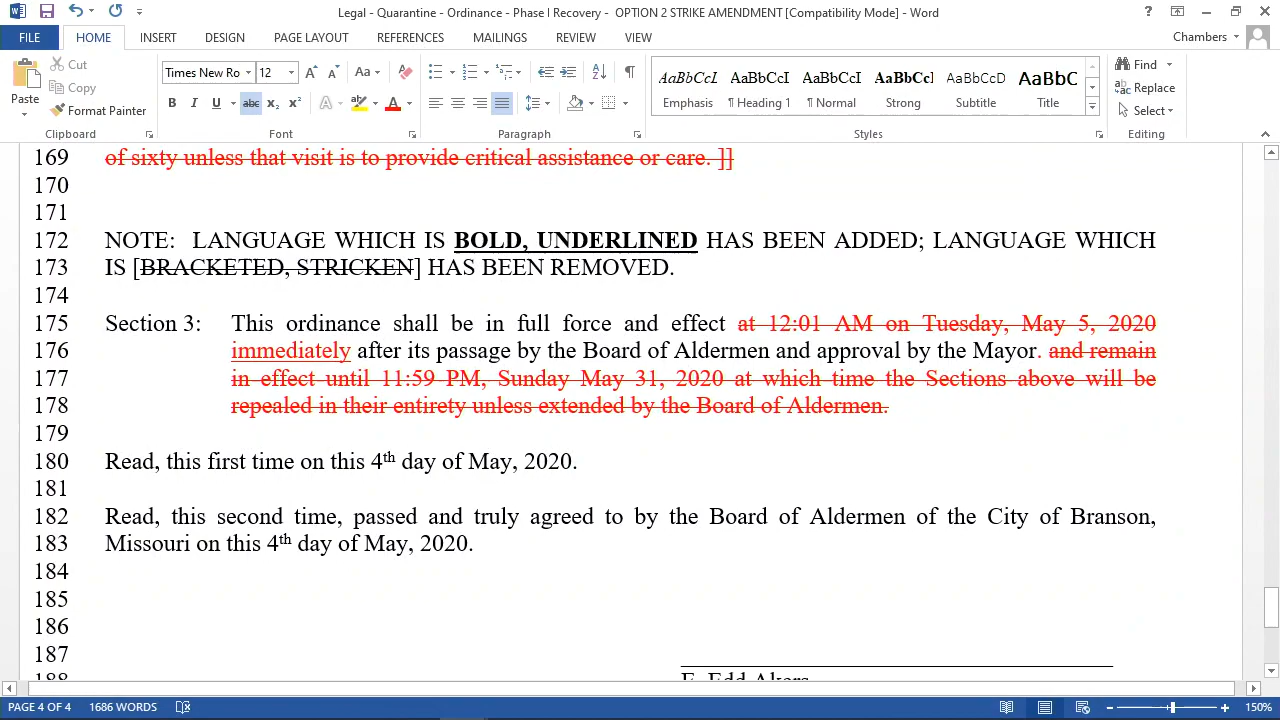 Legal - Quarantine - Ordinance - Phase I Recovery - OPTION 2 STRIKE AMENDMENT [Compatibility Mode] - Word
FILE HOME INSERT DESIGN PAGE LAYOUT REFERENCES MAILINGS REVIEW VIEW Chambers
Paste Cut Copy Format Painter
Times New Ro 12 Aa
B I U abc x₂ x² A A
AaBbCcI AaBbCcI AaBbCcI AaBbCcI AaBbCcD AaBbC
Emphasis ¶ Heading ¶ Normal Strong Subtitle Title
Find Replace Select
Clipboard Font Paragraph Styles Editing
169 of sixty unless that visit is to provide critical assistance or care. ]]
170
171
172 NOTE: LANGUAGE WHICH IS BOLD, UNDERLINED HAS BEEN ADDED; LANGUAGE WHICH
173 IS [BRACKETED, STRICKEN] HAS BEEN REMOVED.
174
175 Section 3: This ordinance shall be in full force and effect at 12:01 AM on Tuesday, May 5, 2020
176 immediately after its passage by the Board of Aldermen and approval by the Mayor. and remain
177 in effect until 11:59 PM, Sunday May 31, 2020 at which time the Sections above will be
178 repealed in their entirety unless extended by the Board of Aldermen.
179
180 Read, this first time on this 4th day of May, 2020.
181
182 Read, this second time, passed and truly agreed to by the Board of Aldermen of the City of Branson,
183 Missouri on this 4th day of May, 2020.
184
185
186
187
188 E. Edd Akers
PAGE 4 OF 4 1686 WORDS 150%